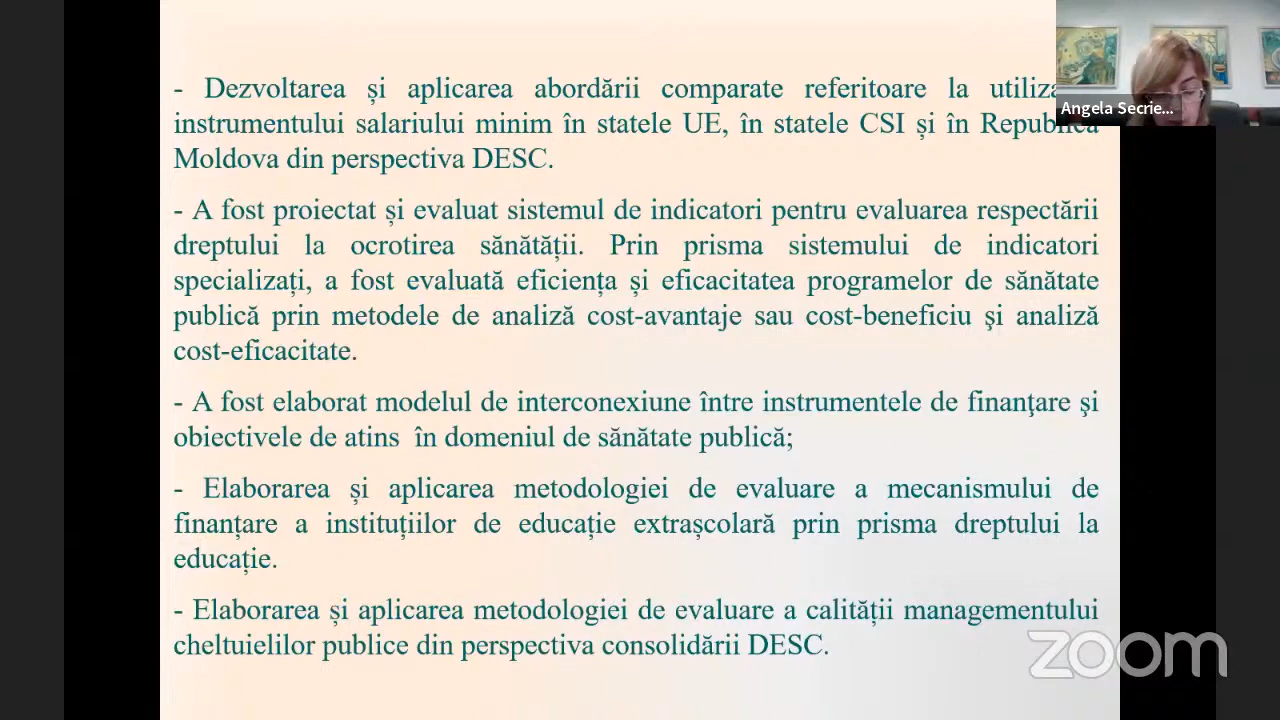 - Dezvoltarea și aplicarea abordării comparate referitoare la
instrumentului salariului minim în statele UE, în statele CSI și în Republica
Moldova din perspectiva DESC.
- A fost proiectat și evaluat sistemul de indicatori pentru evaluarea respectării
dreptului la ocrotirea sănătății. Prin prisma sistemului de indicatori
specializați, a fost evaluată eficiența și eficacitatea programelor de sănătate
publică prin metodele de analiză cost-avantaje sau cost-beneficiu şi analiză
cost-eficacitate.
- A fost elaborat modelul de interconexiune între instrumentele de finanţare şi
obiectivele de atins în domeniul de sănătate publică;
- Elaborarea și aplicarea metodologiei de evaluare a mecanismului de
finanțare a instituțiilor de educație extrașcolară prin prisma dreptului la
educație.
- Elaborarea și aplicarea metodologiei de evaluare a calității managementului
cheltuielilor publice din perspectiva consolidării DESC.
Angela Secrie...
zoom